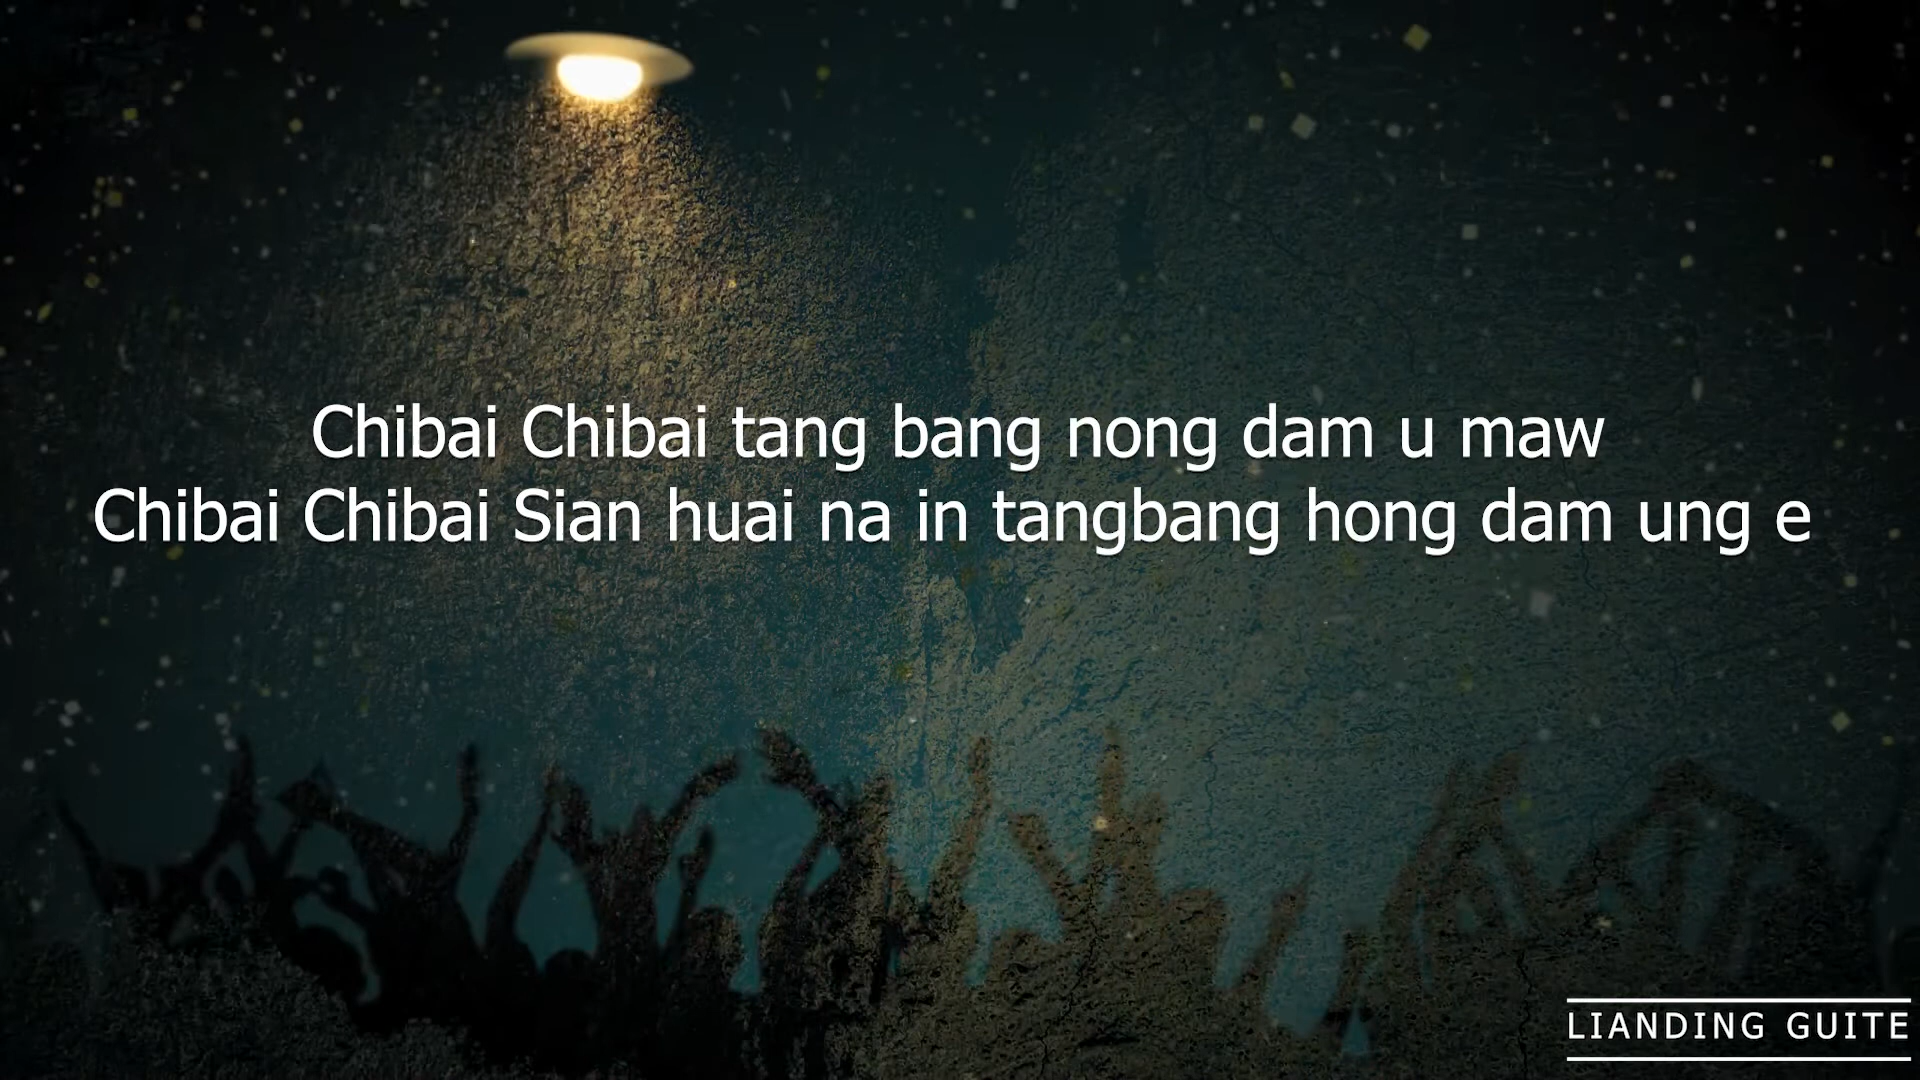 Chibai Chibai tang bang nong dam u maw
Chibai Chibai Sian huai na in tangbang hong dam ung e
LIANDING GUITE